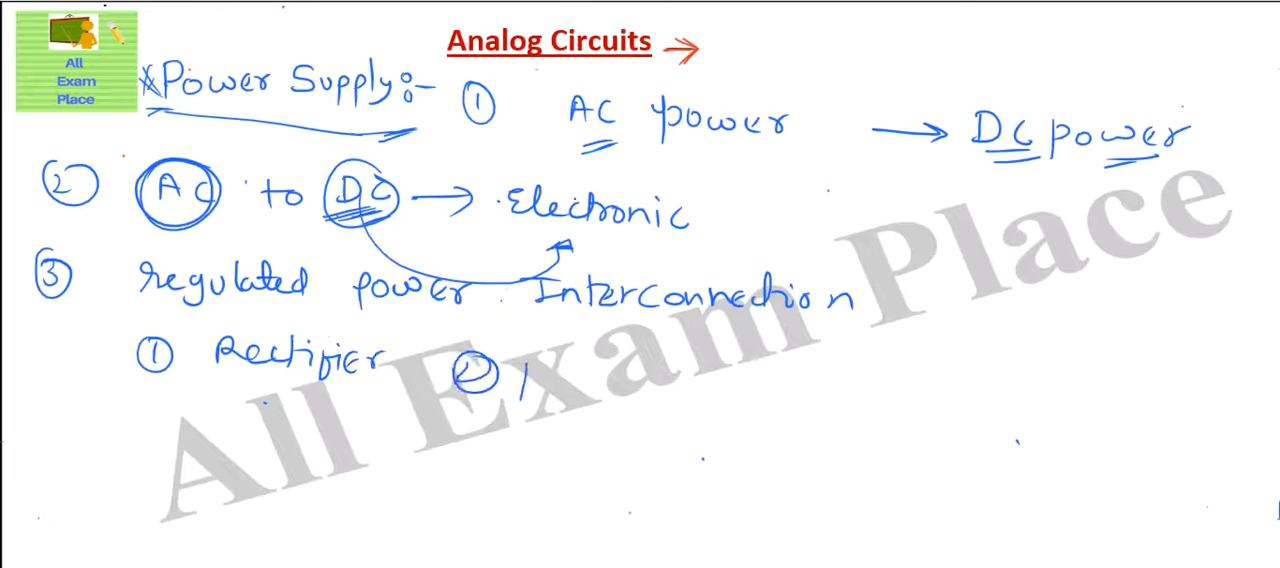 Analog Circuits →
All
Exam
Place
*Power Supply:- ① AC power → DC power
② AC to DC → Electronic
③ regulated power Interconnection
① Rectifier ②
All Exam Place